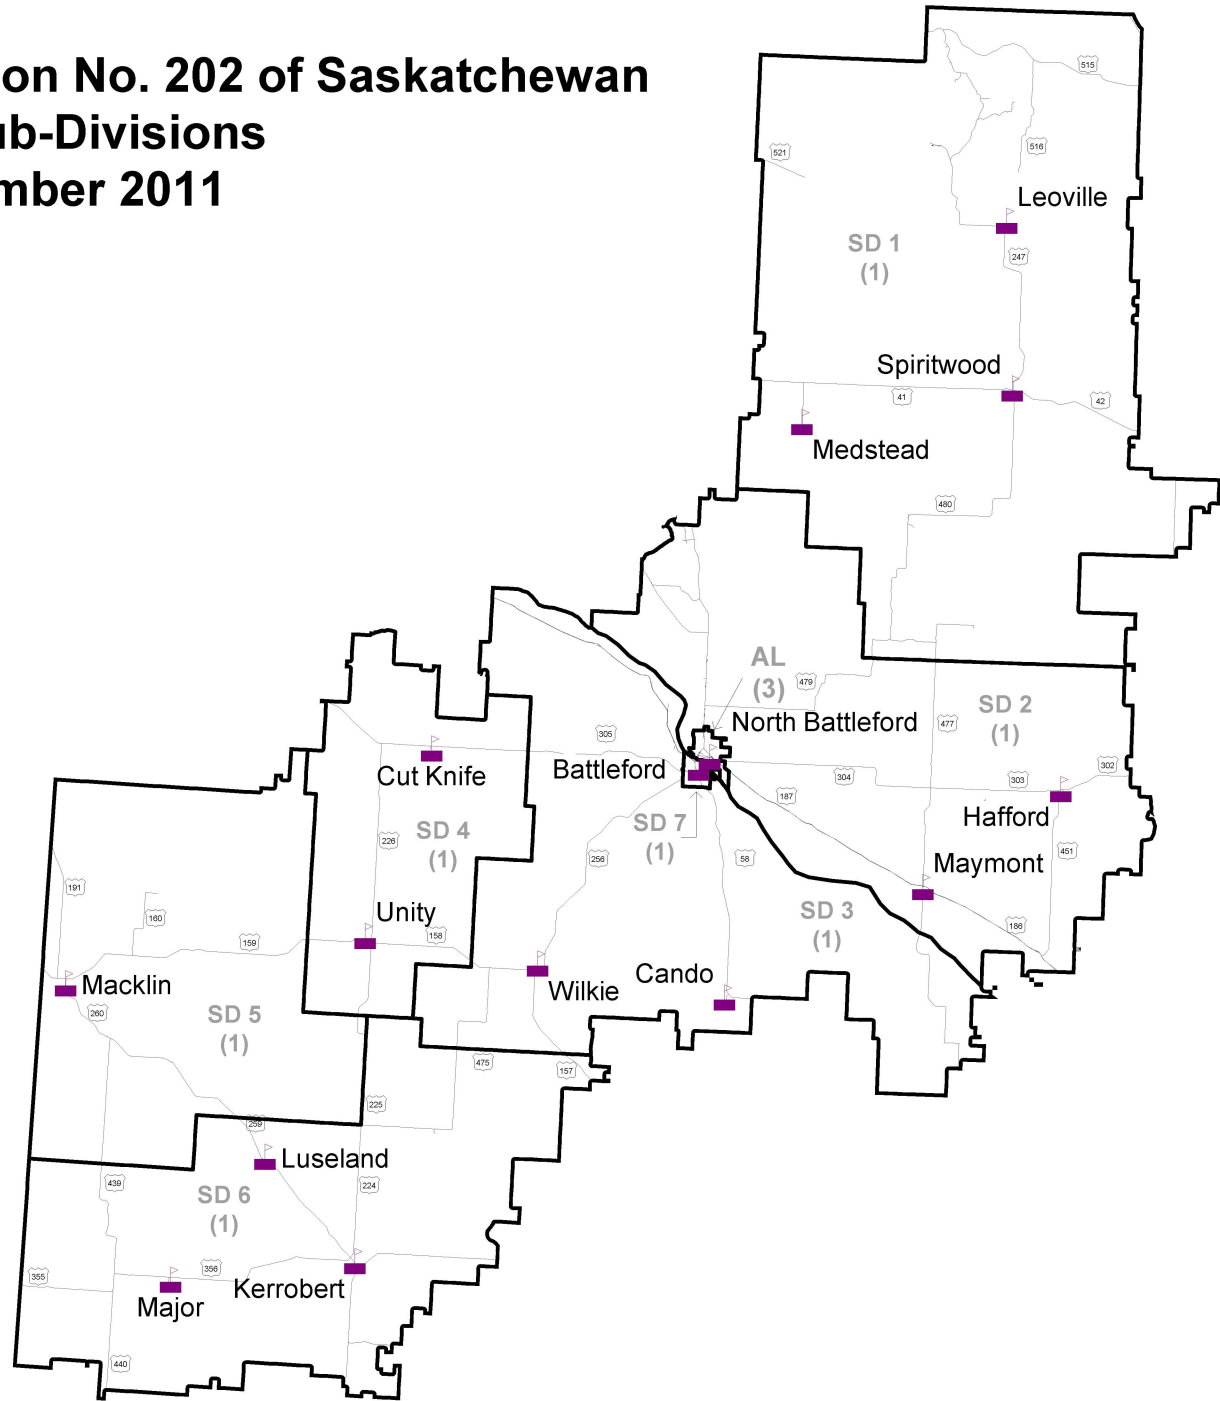 on No. 202 of Saskatchewan
ub-Divisions
mber 2011
515
521
516
Leoville
SD 1
(1)
247
Spiritwood
41
42
Medstead
480
AL
(3)
479
SD 2
(1)
North Battleford
477
305
Battleford
302
304
303
Cut Knife
187
Hafford
SD 7
(1)
SD 4
(1)
226
256
58
451
Maymont
191
Unity
160
SD 3
(1)
186
159
158
Cando
Macklin
Wilkie
260
SD 5
(1)
475
157
225
259
Luseland
439
224
SD 6
(1)
355
356
Kerrobert
Major
440